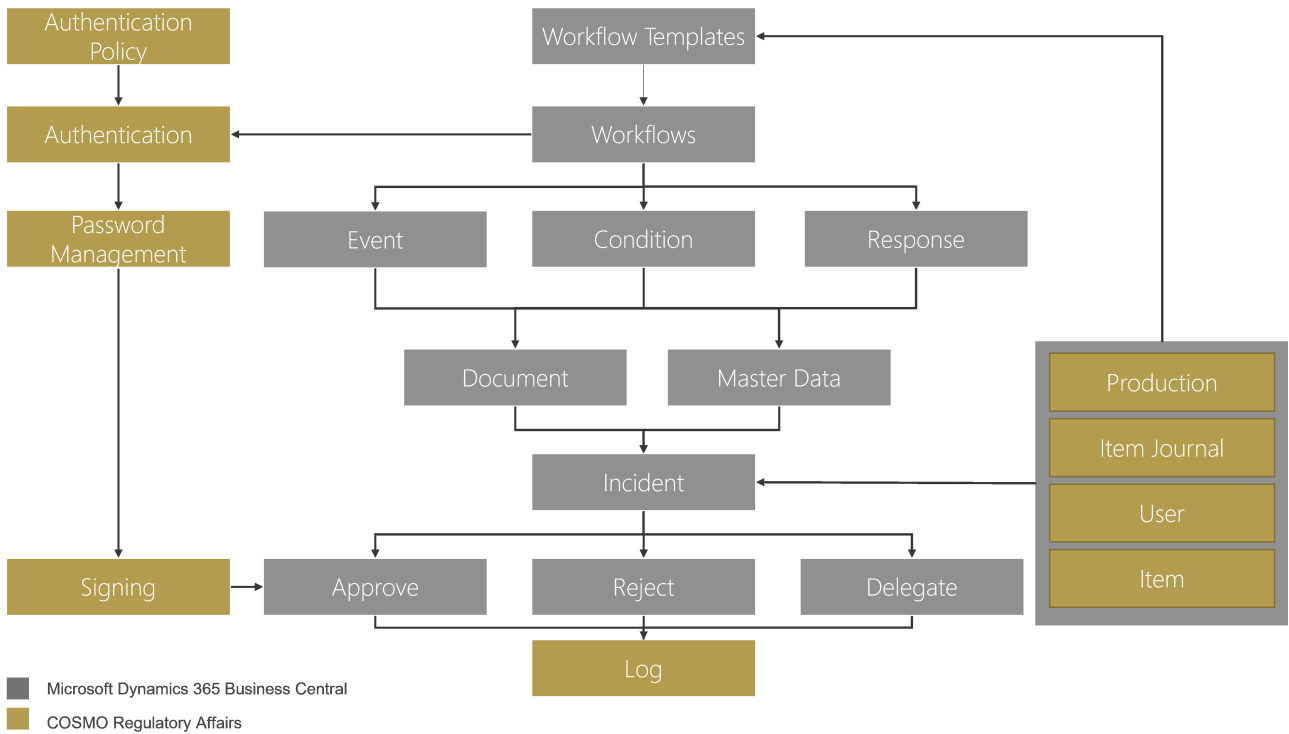 Authentication
Policy
Workflow Templates
Authentication
Workflows
Password
Management
Event
Condition
Response
Document
Master Data
Production
Item Journal
User
Item
Incident
Signing
Approve
Reject
Delegate
Log
Microsoft Dynamics 365 Business Central
COSMO Regulatory Affairs